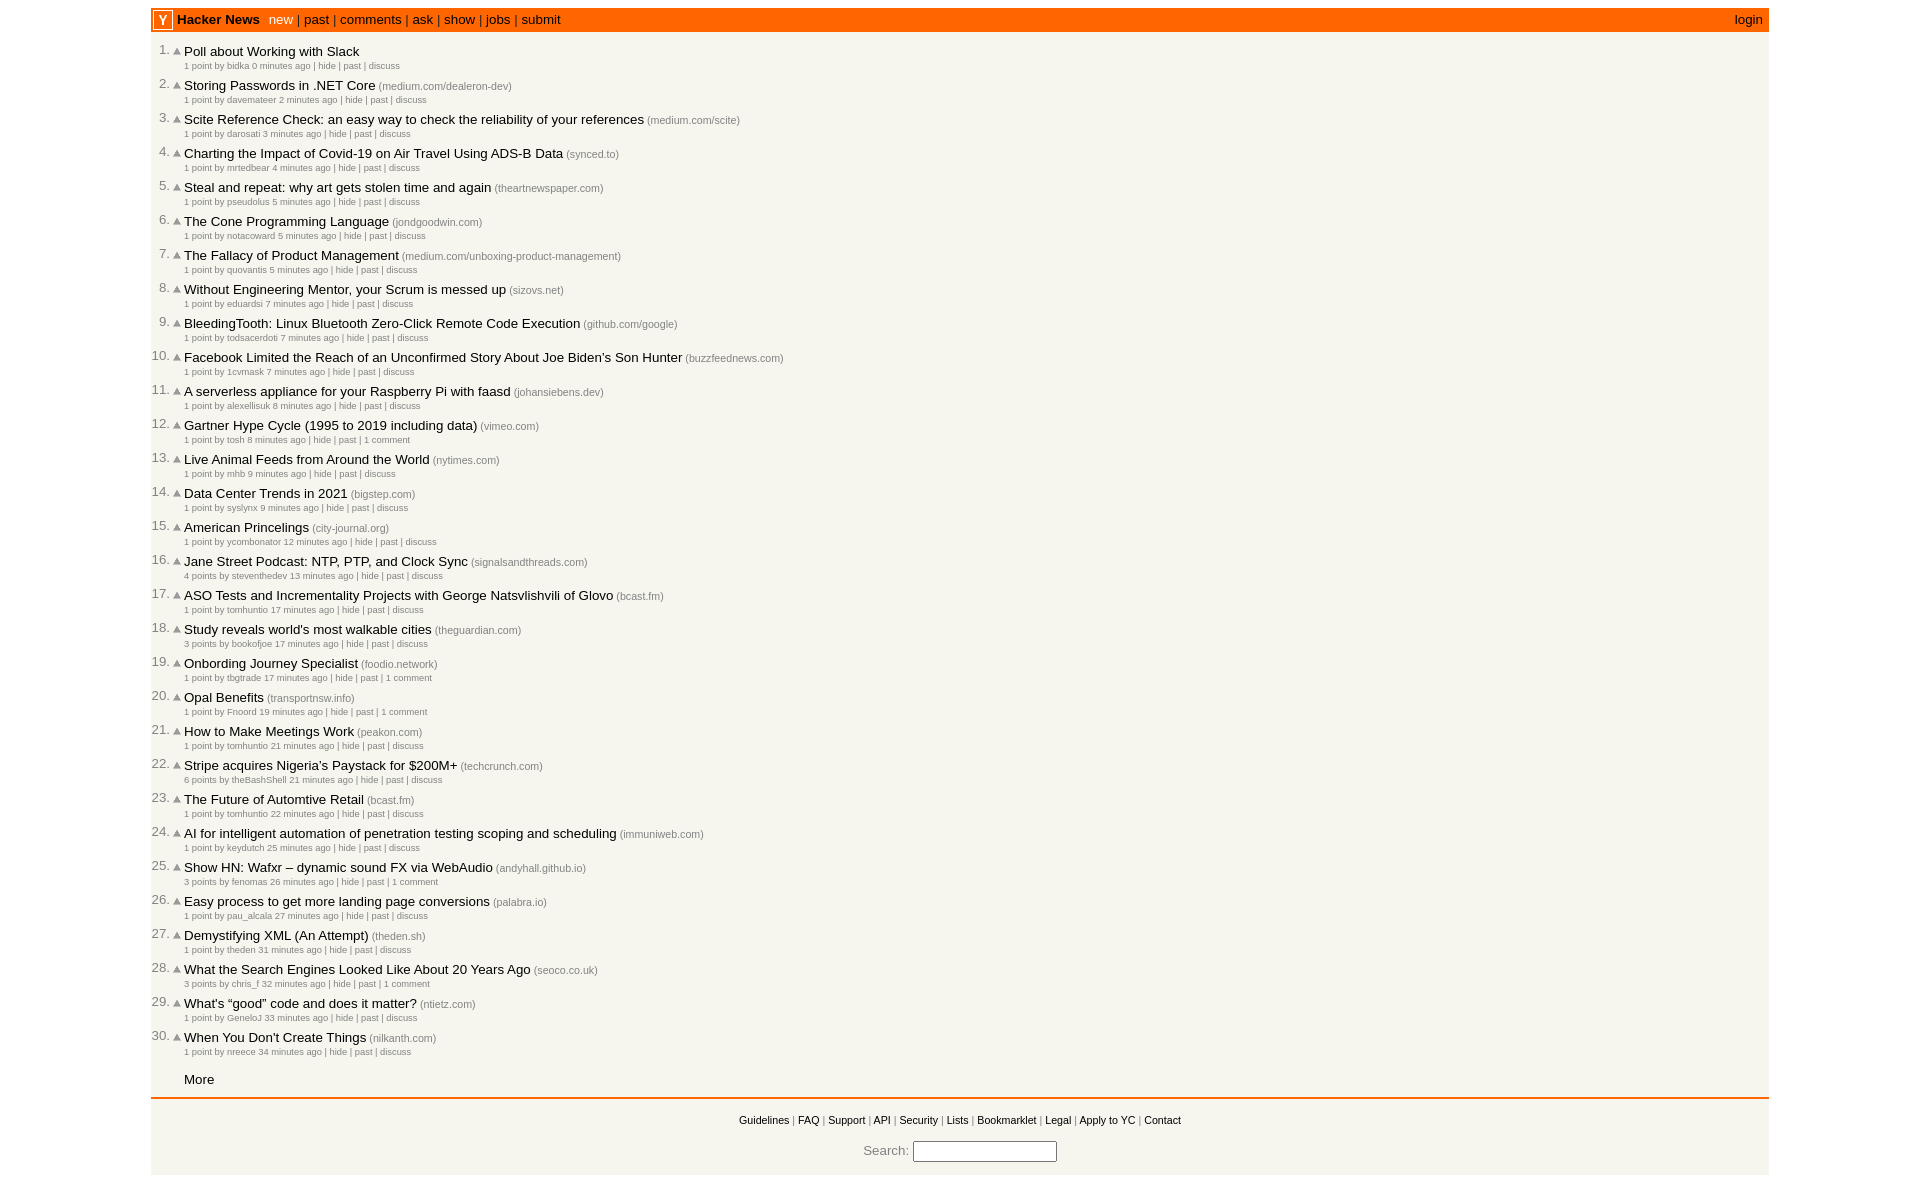 Y Hacker News new | past | comments | ask | show | jobs | submit login
1. Poll about Working with Slack
1 point by bidka 0 minutes ago | hide | past | discuss
2. Storing Passwords in .NET Core (medium.com/dealeron-dev)
1 point by davemateer 2 minutes ago | hide | past | discuss
3. Scite Reference Check: an easy way to check the reliability of your references (medium.com/scite)
1 point by darosati 3 minutes ago | hide | past | discuss
4. Charting the Impact of Covid-19 on Air Travel Using ADS-B Data (synced.to)
1 point by mrtedbear 4 minutes ago | hide | past | discuss
5. Steal and repeat: why art gets stolen time and again (theartnewspaper.com)
1 point by pseudolus 5 minutes ago | hide | past | discuss
6. The Cone Programming Language (jondgoodwin.com)
1 point by notacoward 5 minutes ago | hide | past | discuss
7. The Fallacy of Product Management (medium.com/unboxing-product-management)
1 point by quovantis 5 minutes ago | hide | past | discuss
8. Without Engineering Mentor, your Scrum is messed up (sizovs.net)
1 point by eduardsi 7 minutes ago | hide | past | discuss
9. BleedingTooth: Linux Bluetooth Zero-Click Remote Code Execution (github.com/google)
1 point by todsacerdoti 7 minutes ago | hide | past | discuss
10. Facebook Limited the Reach of an Unconfirmed Story About Joe Biden’s Son Hunter (buzzfeednews.com)
1 point by 1cvmask 7 minutes ago | hide | past | discuss
11. A serverless appliance for your Raspberry Pi with faasd (johansiebens.dev)
1 point by alexellisuk 8 minutes ago | hide | past | discuss
12. Gartner Hype Cycle (1995 to 2019 including data) (vimeo.com)
1 point by tosh 8 minutes ago | hide | past | 1 comment
13. Live Animal Feeds from Around the World (nytimes.com)
1 point by mhb 9 minutes ago | hide | past | discuss
14. Data Center Trends in 2021 (bigstep.com)
1 point by syslynx 9 minutes ago | hide | past | discuss
15. American Princelings (city-journal.org)
1 point by ycombonator 12 minutes ago | hide | past | discuss
16. Jane Street Podcast: NTP, PTP, and Clock Sync (signalsandthreads.com)
4 points by steventhedev 13 minutes ago | hide | past | discuss
17. ASO Tests and Incrementality Projects with George Natsvlishvili of Glovo (bcast.fm)
1 point by tomhuntio 17 minutes ago | hide | past | discuss
18. Study reveals world's most walkable cities (theguardian.com)
3 points by bookofjoe 17 minutes ago | hide | past | discuss
19. Onbording Journey Specialist (foodio.network)
1 point by tbgtrade 17 minutes ago | hide | past | 1 comment
20. Opal Benefits (transportnsw.info)
1 point by Fnoord 19 minutes ago | hide | past | 1 comment
21. How to Make Meetings Work (peakon.com)
1 point by tomhuntio 21 minutes ago | hide | past | discuss
22. Stripe acquires Nigeria’s Paystack for $200M+ (techcrunch.com)
6 points by theBashShell 21 minutes ago | hide | past | discuss
23. The Future of Automtive Retail (bcast.fm)
1 point by tomhuntio 22 minutes ago | hide | past | discuss
24. AI for intelligent automation of penetration testing scoping and scheduling (immuniweb.com)
1 point by keydutch 25 minutes ago | hide | past | discuss
25. Show HN: Wafxr – dynamic sound FX via WebAudio (andyhall.github.io)
3 points by fenomas 26 minutes ago | hide | past | 1 comment
26. Easy process to get more landing page conversions (palabra.io)
1 point by pau_alcala 27 minutes ago | hide | past | discuss
27. Demystifying XML (An Attempt) (theden.sh)
1 point by theden 31 minutes ago | hide | past | discuss
28. What the Search Engines Looked Like About 20 Years Ago (seoco.co.uk)
3 points by chris_f 32 minutes ago | hide | past | 1 comment
29. What's “good” code and does it matter? (ntietz.com)
1 point by GeneloJ 33 minutes ago | hide | past | discuss
30. When You Don't Create Things (nilkanth.com)
1 point by nreece 34 minutes ago | hide | past | discuss
More
Guidelines | FAQ | Support | API | Security | Lists | Bookmarklet | Legal | Apply to YC | Contact
Search: